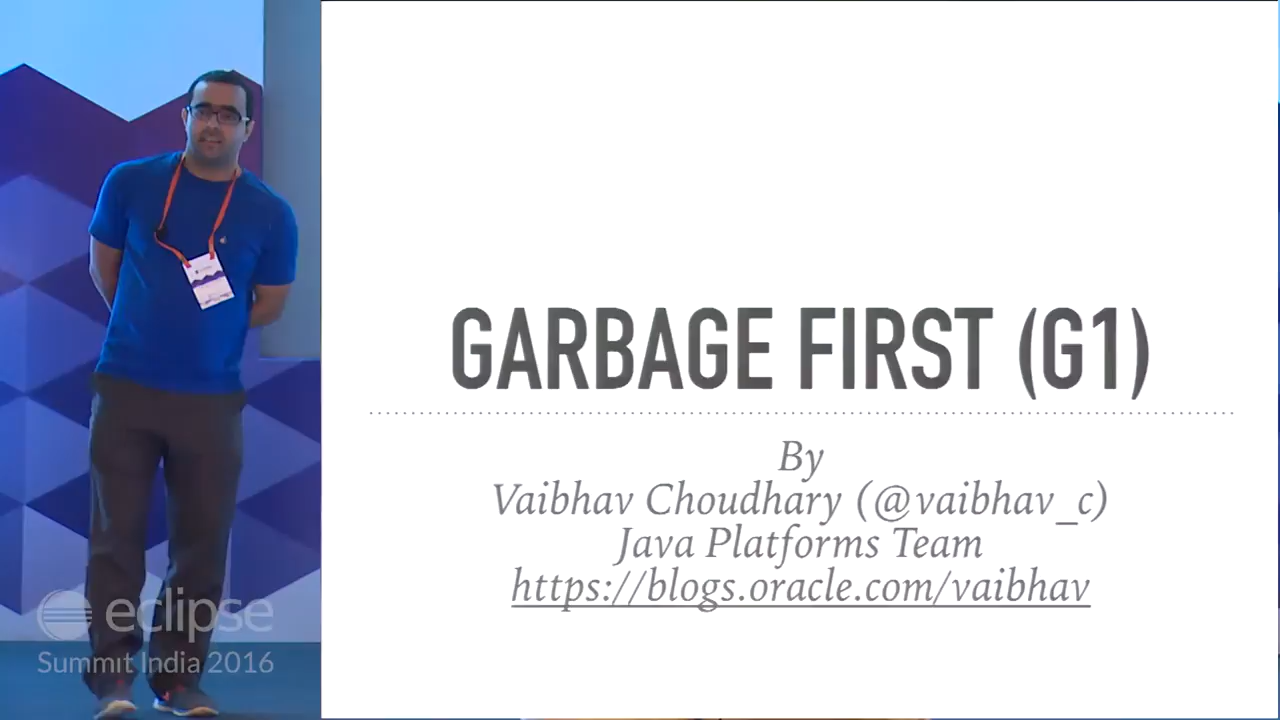 GARBAGE FIRST (G1)
By
Vaibhav Choudhary (@vaibhav_c)
Java Platforms Team
https://blogs.oracle.com/vaibhav
eclipse
Summit India 2016